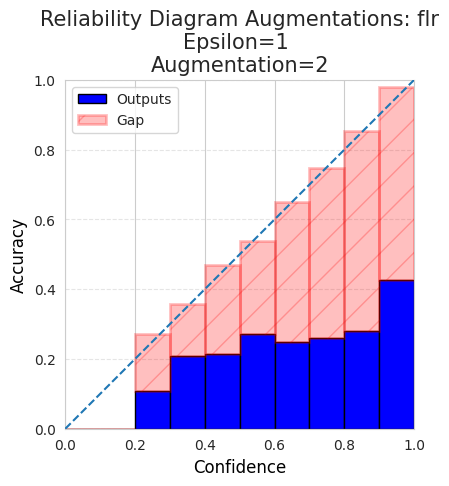 Reliability Diagram Augmentations: flr
Epsilon=1
Augmentation=2
Outputs
Gap
Accuracy
1.0
0.8
0.6
0.4
0.2
0.0
0.0
0.2
0.4
0.6
0.8
1.0
Confidence